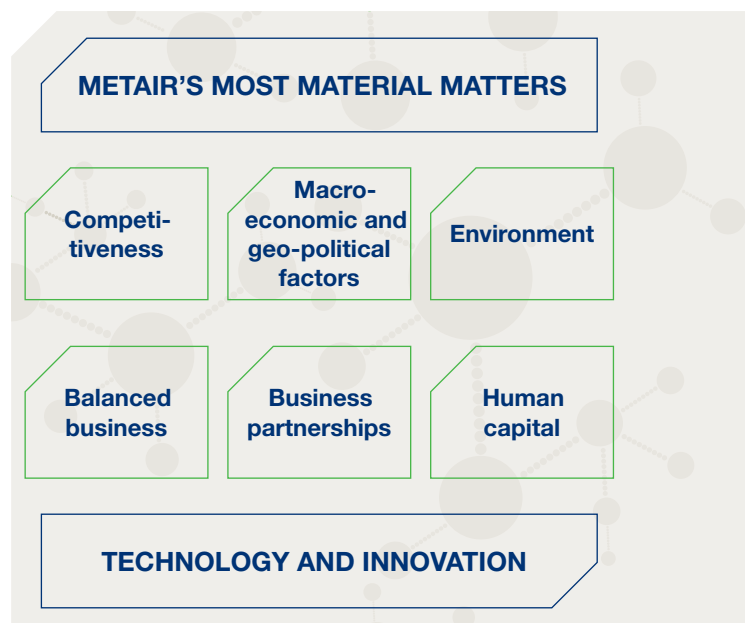 METAIR’S MOST MATERIAL MATTERS
Competi-
tiveness
Macro-
economic and
geo-political
factors
Environment
Balanced
business
Business
partnerships
Human
capital
TECHNOLOGY AND INNOVATION